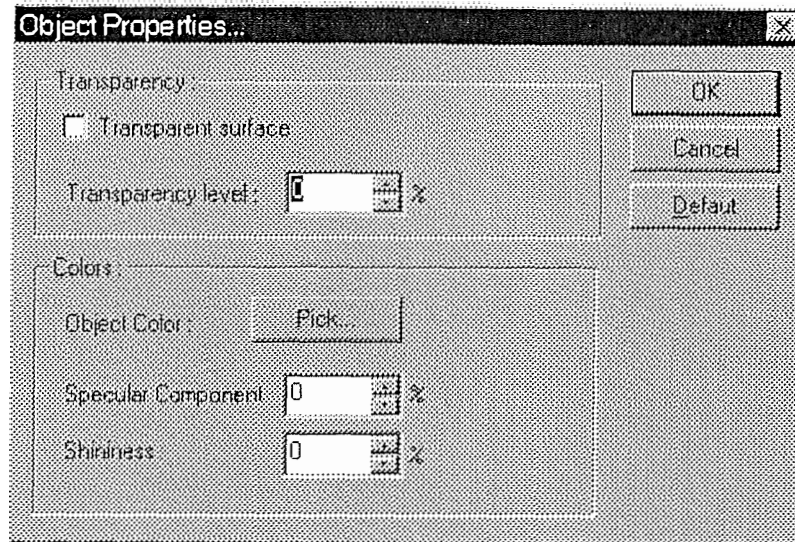 Object Properties...
Transparency :
Transparent surface
Transparency level : 0 %
OK
Cancel
Defaut
Colors :
Object Color : Pick...
Specular Component 0 %
Shininess 0 %